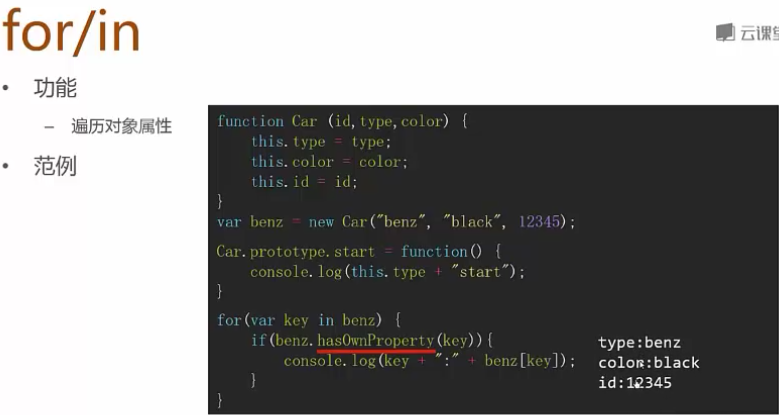 for/in
云课堂
• 功能
– 遍历对象属性
• 范例
function Car (id,type,color) {
this.type = type;
this.color = color;
this.id = id;
}
var benz = new Car("benz", "black", 12345);
Car.prototype.start = function() {
console.log(this.type + "start");
}
for(var key in benz) {
if(benz.hasOwnProperty(key)){
console.log(key + ":" + benz[key]);
}
}
type:benz
color:black
id:12345